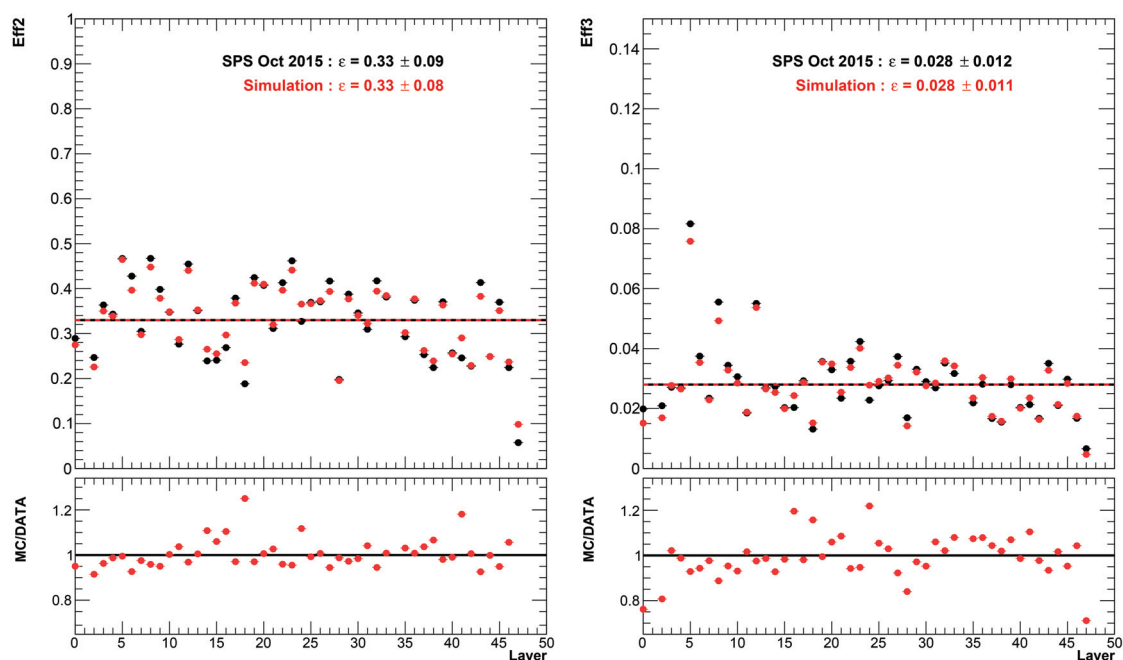 Eff2
1
0.9
0.8
0.7
0.6
0.5
0.4
0.3
0.2
0.1
0
SPS Oct 2015 : ε = 0.33 ± 0.09
Simulation : ε = 0.33 ± 0.08
MC/DATA
1.2
1
0.8
0 5 10 15 20 25 30 35 40 45 50
Layer
Eff3
0.14
0.12
0.1
0.08
0.06
0.04
0.02
0
SPS Oct 2015 : ε = 0.028 ± 0.012
Simulation : ε = 0.028 ± 0.011
MC/DATA
1.2
1
0.8
0 5 10 15 20 25 30 35 40 45 50
Layer